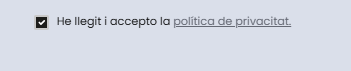 He llegit i accepto la política de privacitat.